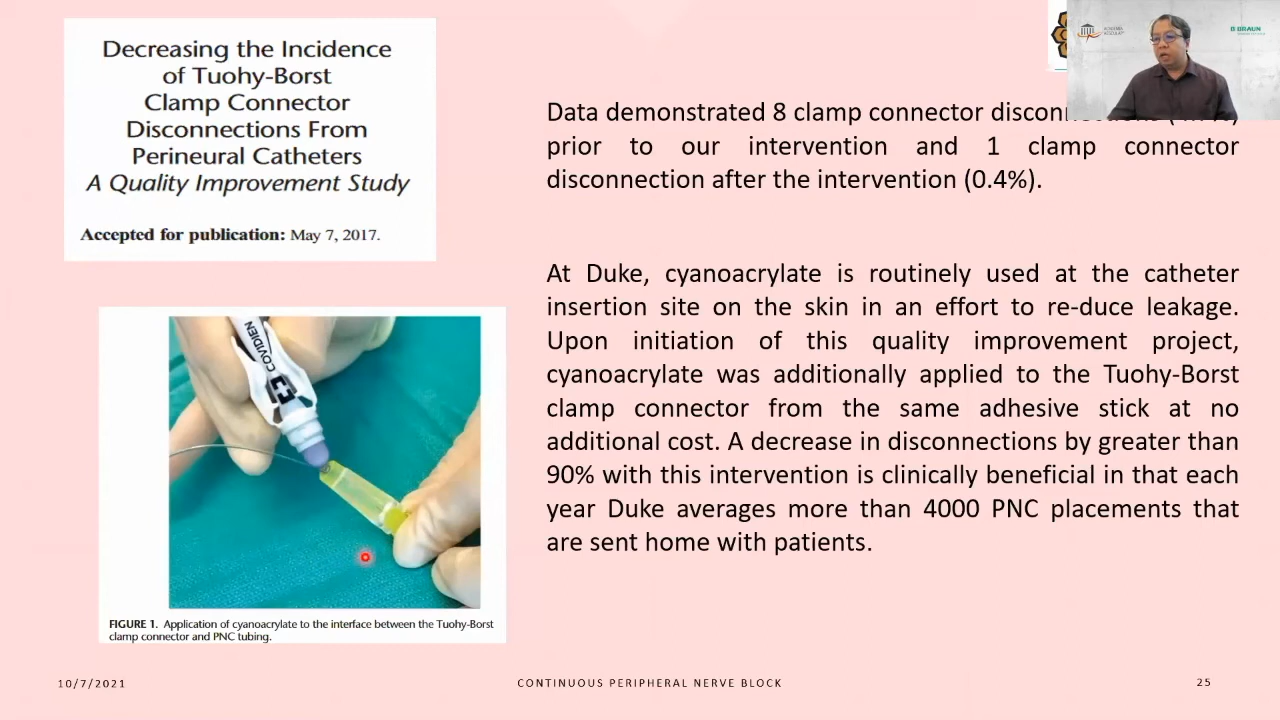 Decreasing the Incidence
of Tuohy-Borst
Clamp Connector
Disconnections From
Perineural Catheters
A Quality Improvement Study
Accepted for publication: May 7, 2017.
B BRAUN
Data demonstrated 8 clamp connector
prior to our intervention and 1 clamp connector
disconnection after the intervention (0.4%).
At Duke, cyanoacrylate is routinely used at the catheter
insertion site on the skin in an effort to re-duce leakage.
Upon initiation of this quality improvement project,
cyanoacrylate was additionally applied to the Tuohy-Borst
clamp connector from the same adhesive stick at no
additional cost. A decrease in disconnections by greater than
90% with this intervention is clinically beneficial in that each
year Duke averages more than 4000 PNC placements that
are sent home with patients.
COVIDIEN
FIGURE 1. Application of cyanoacrylate to the interface between the Tuohy-Borst
clamp connector and PNC tubing.
10/7/2021
CONTINUOUS PERIPHERAL NERVE BLOCK
25